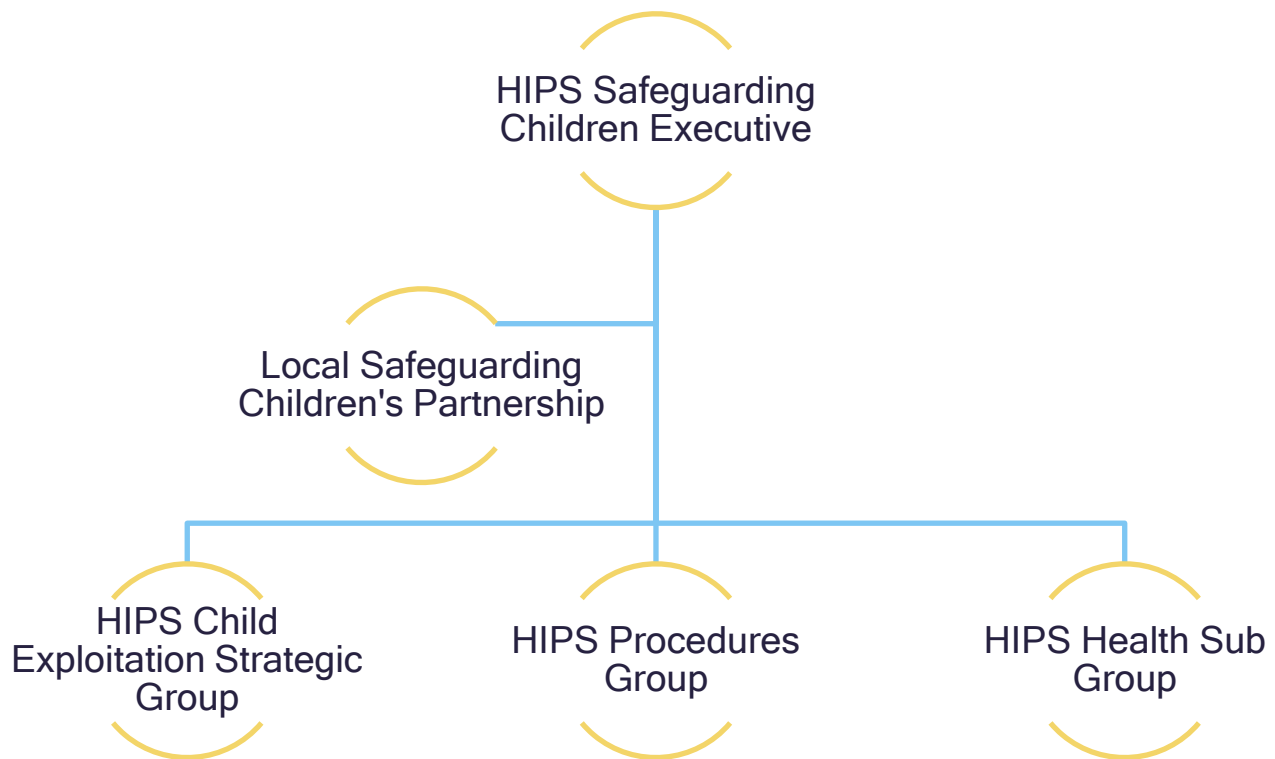 HIPS Safeguarding
Children Executive
Local Safeguarding
Children's Partnership
HIPS Child
Exploitation Strategic
Group
HIPS Procedures
Group
HIPS Health Sub
Group